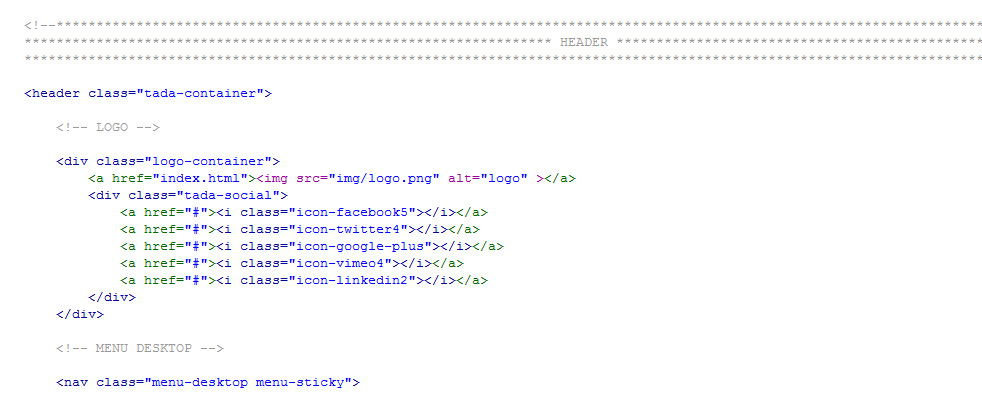 <!--********************************************************************************************************************
****************************************************************** HEADER **********************************************
************************************************************************************************************************
<header class="tada-container">
<!-- LOGO -->
<div class="logo-container">
<a href="index.html"><img src="img/logo.png" alt="logo" ></a>
<div class="tada-social">
<a href="#"><i class="icon-facebook5"></i></a>
<a href="#"><i class="icon-twitter4"></i></a>
<a href="#"><i class="icon-google-plus"></i></a>
<a href="#"><i class="icon-vimeo4"></i></a>
<a href="#"><i class="icon-linkedin2"></i></a>
</div>
</div>
<!-- MENU DESKTOP -->
<nav class="menu-desktop menu-sticky">